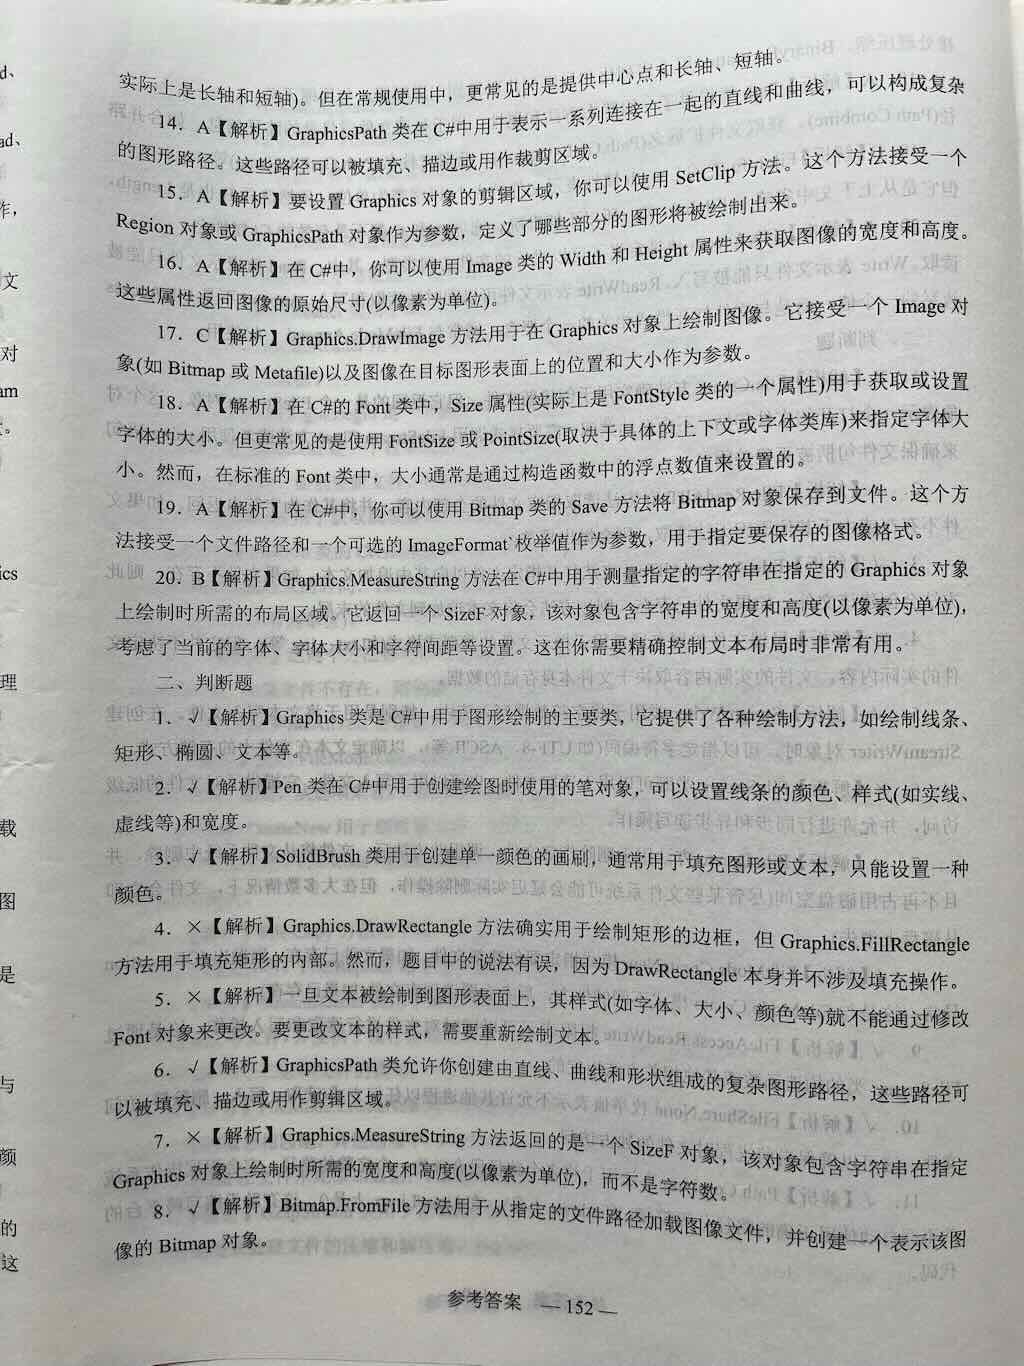 实际上是长轴和短轴)。但在常规使用中，更常见的是提供中心点和长轴、短轴。
14．A【解析】GraphicsPath 类在 C#中用于表示一系列连接在一起的直线和曲线，可以构成复杂
的图形路径。这些路径可以被填充、描边或用作裁剪区域。
15．A【解析】要设置 Graphics 对象的剪辑区域，你可以使用 SetClip 方法。这个方法接受一个
Region 对象或 GraphicsPath 对象作为参数，定义了哪些部分的图形将被绘制出来。
16．A【解析】在 C#中，你可以使用 Image 类的 Width 和 Height 属性来获取图像的宽度和高度。
这些属性返回图像的原始尺寸(以像素为单位)。
17．C【解析】Graphics.DrawImage 方法用于在 Graphics 对象上绘制图像。它接受一个 Image 对
象(如 Bitmap 或 Metafile)以及图像在目标图形表面上的位置和大小作为参数。
18．A【解析】在 C#的 Font 类中，Size 属性(实际上是 FontStyle 类的一个属性)用于获取或设置
字体的大小。但更常见的是使用 FontSize 或 PointSize(取决于具体的上下文或字体类库)来指定字体大
小。然而，在标准的 Font 类中，大小通常是通过构造函数中的浮点数值来设置的。
19．A【解析】在 C#中，你可以使用 Bitmap 类的 Save 方法将 Bitmap 对象保存到文件。这个方
法接受一个文件路径和一个可选的 ImageFormat`枚举值作为参数，用于指定要保存的图像格式。
20．B【解析】Graphics.MeasureString 方法在 C#中用于测量指定的字符串在指定的 Graphics 对象
上绘制时所需的布局区域。它返回一个 SizeF 对象，该对象包含字符串的宽度和高度(以像素为单位)，
考虑了当前的字体、字体大小和字符间距等设置。这在你需要精确控制文本布局时非常有用。
二、判断题
1．√【解析】Graphics 类是 C#中用于图形绘制的主要类，它提供了各种绘制方法，如绘制线条、
矩形、椭圆、文本等。
2．√【解析】Pen 类在 C#中用于创建绘图时使用的笔对象，可以设置线条的颜色、样式(如实线、
虚线等)和宽度。
3．√【解析】SolidBrush 类用于创建单一颜色的画刷，通常用于填充图形或文本，只能设置一种
颜色。
4．×【解析】Graphics.DrawRectangle 方法确实用于绘制矩形的边框，但 Graphics.FillRectangle
方法用于填充矩形的内部。然而，题目中的说法有误，因为 DrawRectangle 本身并不涉及填充操作。
5．×【解析】一旦文本被绘制到图形表面上，其样式(如字体、大小、颜色等)就不能通过修改
Font 对象来更改。要更改文本的样式，需要重新绘制文本。
6．√【解析】GraphicsPath 类允许你创建由直线、曲线和形状组成的复杂图形路径，这些路径可
以被填充、描边或用作剪辑区域。
7．×【解析】Graphics.MeasureString 方法返回的是一个 SizeF 对象，该对象包含字符串在指定
Graphics 对象上绘制时所需的宽度和高度(以像素为单位)，而不是字符数。
8．√【解析】Bitmap.FromFile 方法用于从指定的文件路径加载图像文件，并创建一个表示该图
像的 Bitmap 对象。
参考答案 — 152 —